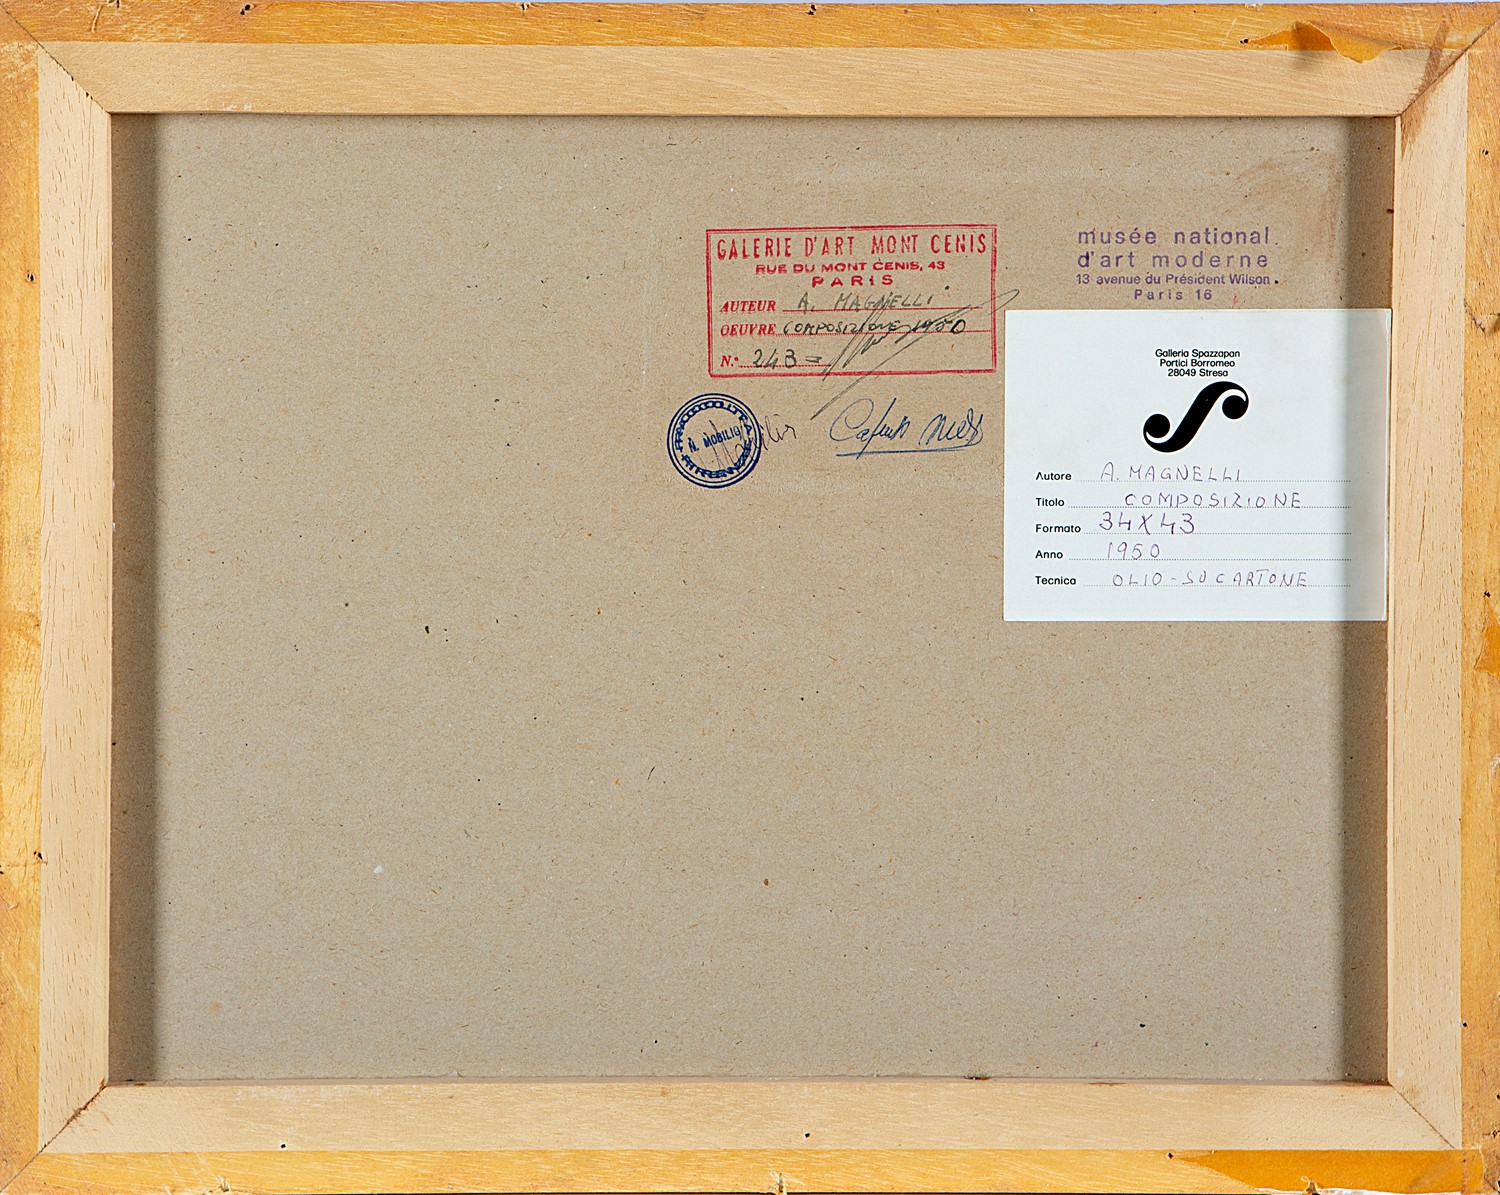 GALERIE D'ART MONT CENIS
RUE DU MONT CENIS, 43
PARIS
AUTEUR A. MAGNELLI
OEUVRE COMPOSIZIONE 1950
N.° 243 =
musée national
d'art moderne
13 avenue du Président Wilson
Paris 16
N. MOBILIO
FIRENZE
Galleria Spazzapan
Portici Borromeo
28049 Stresa
Autore A. MAGNELLI
Titolo COMPOSIZIONE
Formato 34X43
Anno 1950
Tecnica OLIO - SU CARTONE